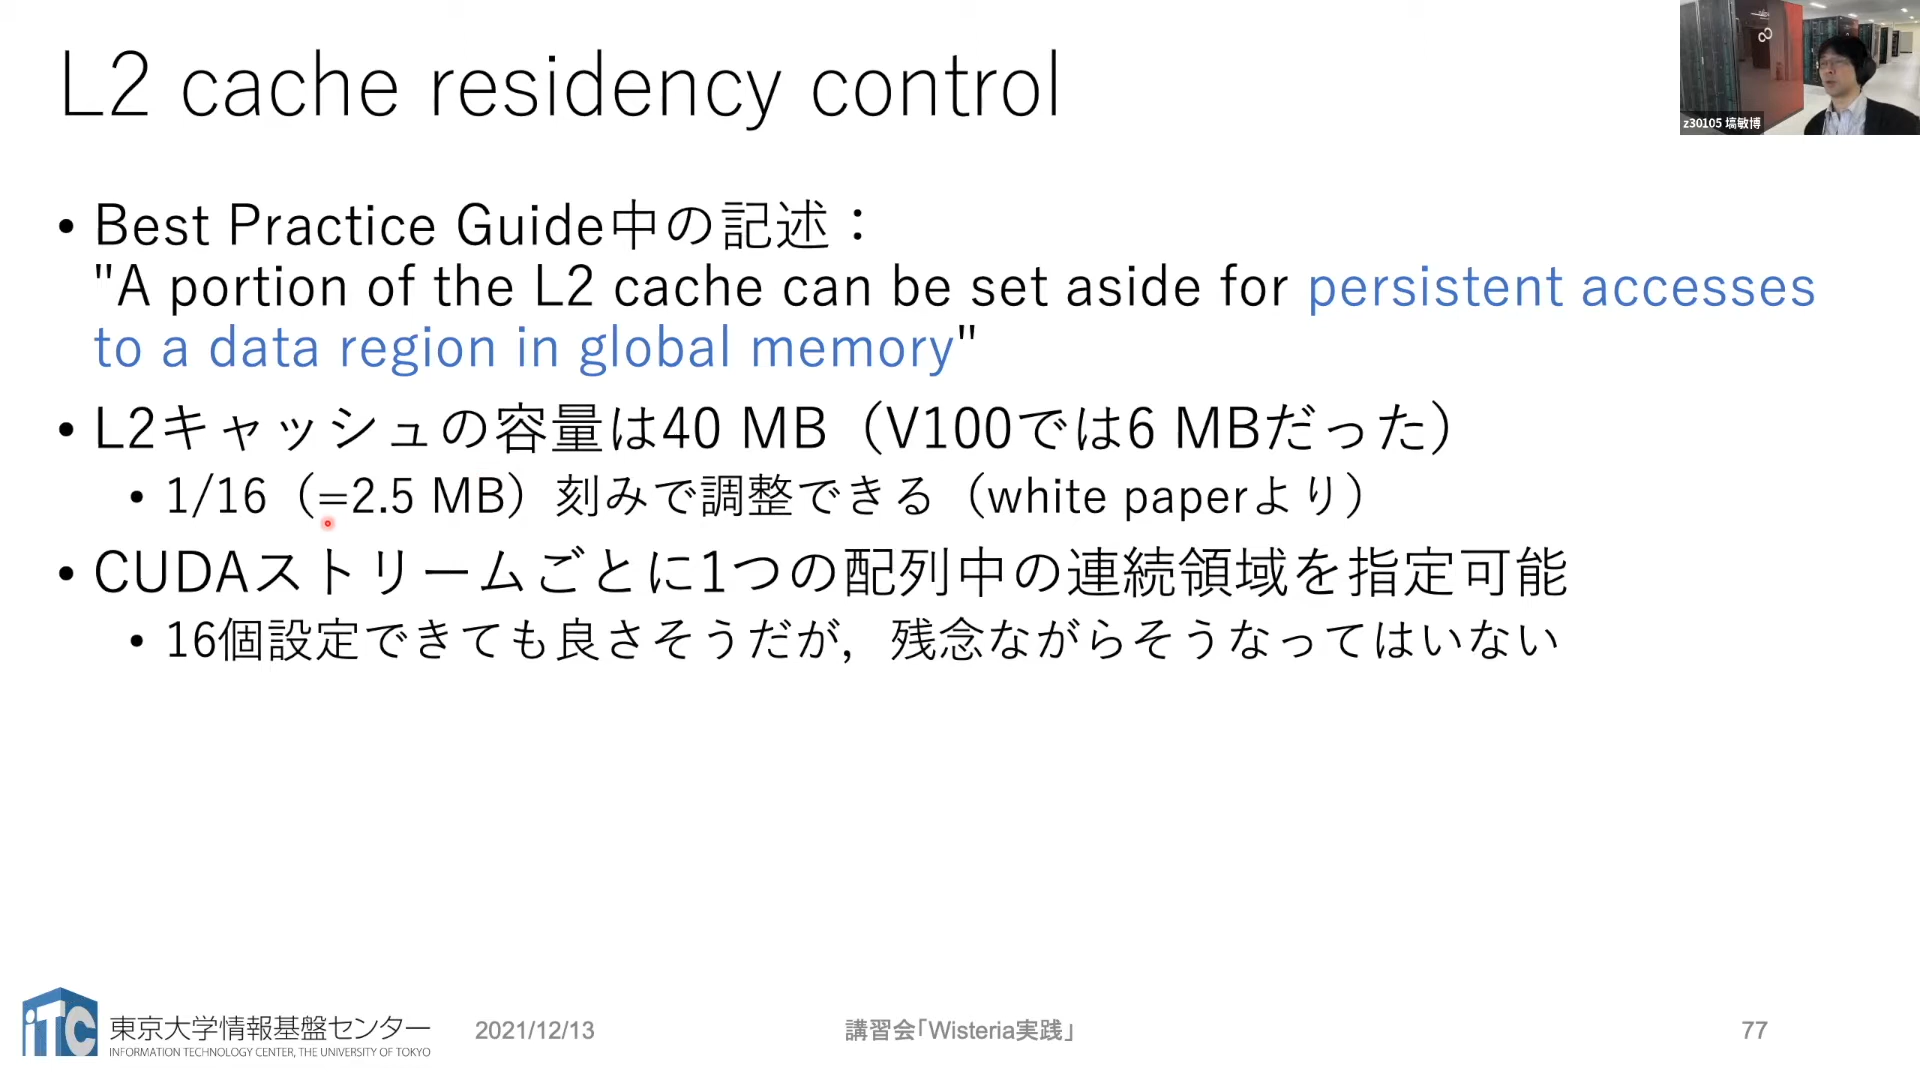 L2 cache residency control
z30105 塙敏博
• Best Practice Guide中の記述：
"A portion of the L2 cache can be set aside for persistent accesses
to a data region in global memory"
• L2キャッシュの容量は40 MB（V100では6 MBだった）
• 1/16（=2.5 MB）刻みで調整できる（white paperより）
• CUDAストリームごとに1つの配列中の連続領域を指定可能
• 16個設定できても良さそうだが，残念ながらそうなってはいない
iTC
東京大学情報基盤センター
INFORMATION TECHNOLOGY CENTER, THE UNIVERSITY OF TOKYO
2021/12/13
講習会「Wisteria実践」
77